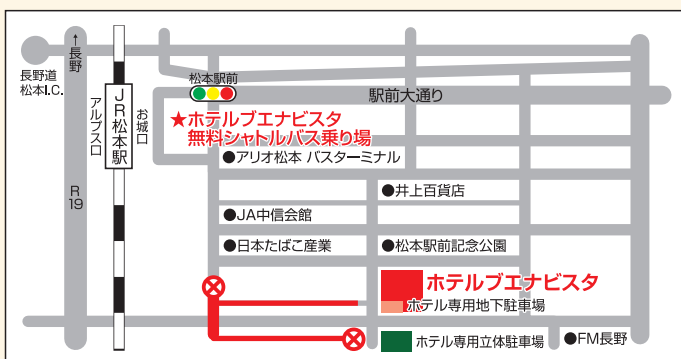 ↑長野
長野道
松本I.C.
アルプス口
JR松本駅
お城口
R19
松本駅前
駅前大通り
★ホテルブエナビスタ
無料シャトルバス乗り場
●アリオ松本 バスターミナル
●井上百貨店
●JA中信会館
●日本たばこ産業
●松本駅前記念公園
ホテルブエナビスタ
ホテル専用地下駐車場
ホテル専用立体駐車場
●FM長野